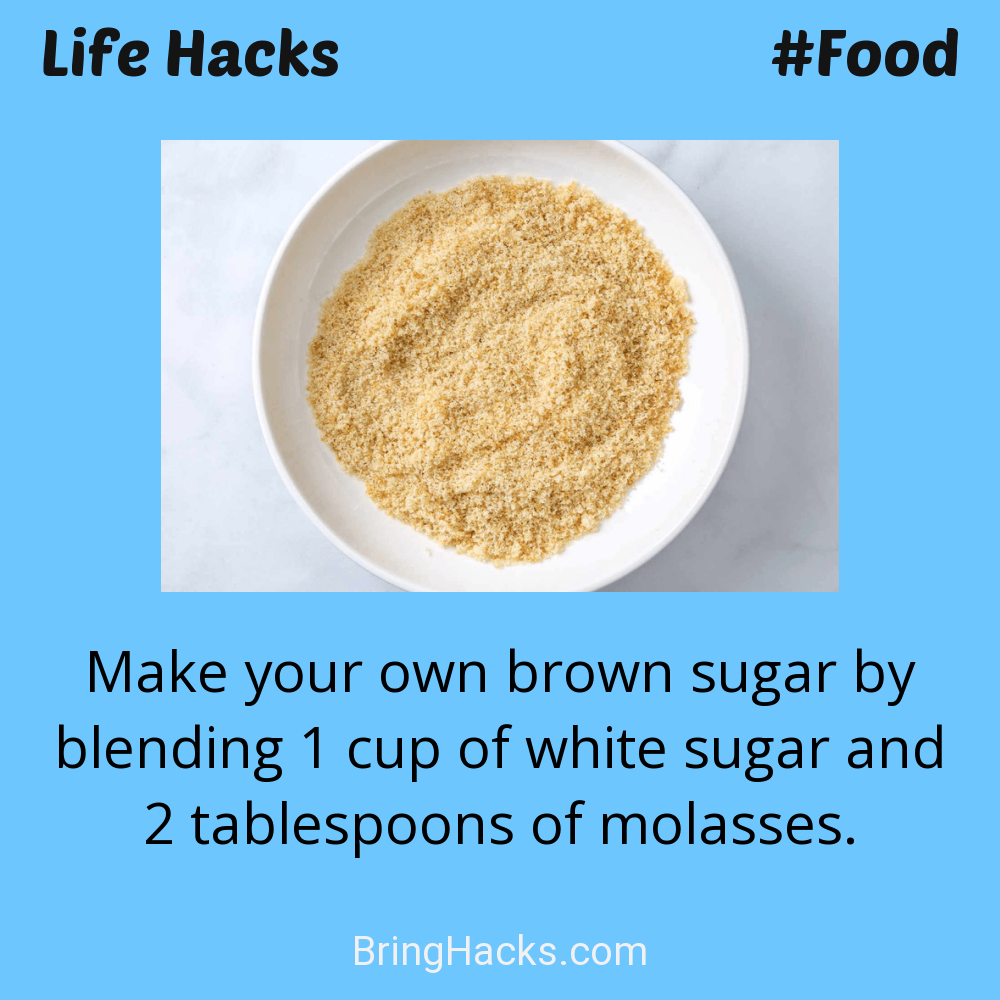 Life Hacks
#Food
Make your own brown sugar by
blending 1 cup of white sugar and
2 tablespoons of molasses.
BringHacks.com